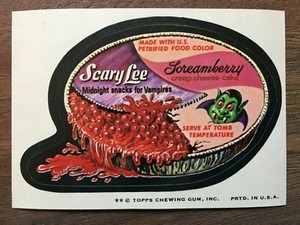 MADE WITH U.S.
PETRIFIED FOOD COLOR
Scary Lee
Screamberry
creep cheese cake
Midnight snacks for Vampires
SERVE AT TOMB
TEMPERATURE
** © TOPPS CHEWING GUM, INC. PRTD. IN U.S.A.